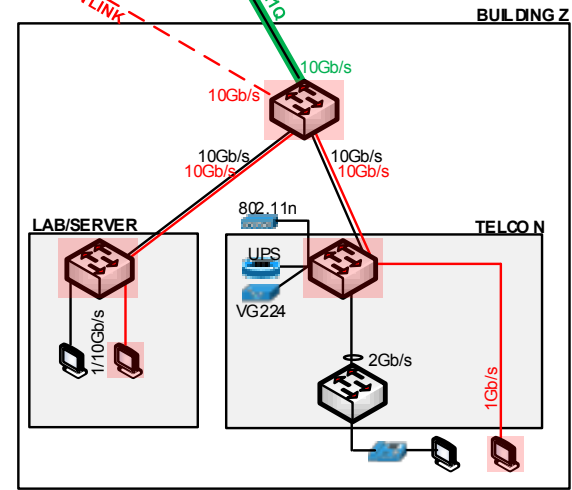 LINK
1Q
BUILDING Z
10Gb/s
10Gb/s
10Gb/s
10Gb/s
10Gb/s
10Gb/s
802.11n
LAB/SERVER
TELCO N
UPS
VG224
1/10Gb/s
2Gb/s
1Gb/s